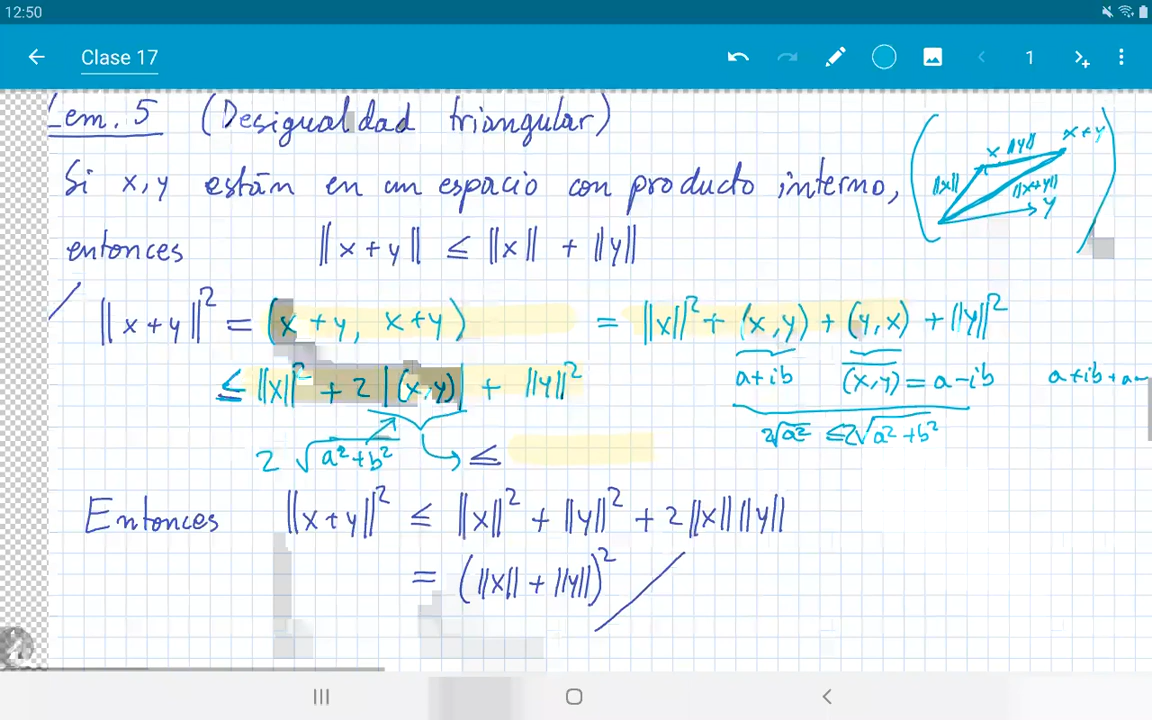 12:50
Clase 17
1
Lem. 5 (Desigualdad triangular)
Si x, y están en un espacio con producto interno,
entonces ‖x+y‖ ≤ ‖x‖ + ‖y‖
x ‖y‖ x+y
‖x‖ ‖x+y‖ y
‖x+y‖² = (x+y, x+y) = ‖x‖² + (x,y) + (y,x) + ‖y‖²
≤ ‖x‖² + 2|(x,y)| + ‖y‖²
a+ib (x,y)‾ = a-ib a+ib+a-
2√a² ≤ 2√(a²+b²)
2 √(a²+b²) ≤
Entonces ‖x+y‖² ≤ ‖x‖² + ‖y‖² + 2‖x‖‖y‖
= (‖x‖ + ‖y‖)²